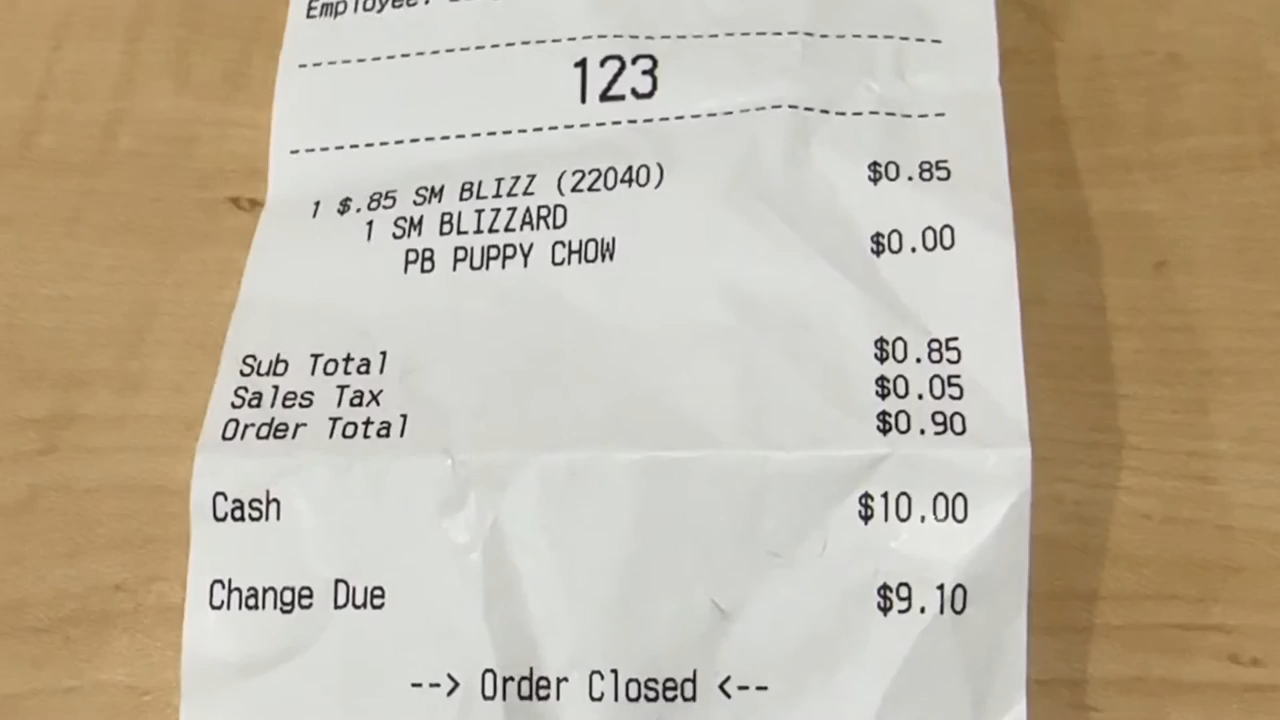 Employee:
123
1 $.85 SM BLIZZ (22040) $0.85
1 SM BLIZZARD
PB PUPPY CHOW $0.00
Sub Total $0.85
Sales Tax $0.05
Order Total $0.90
Cash $10.00
Change Due $9.10
--> Order Closed <--